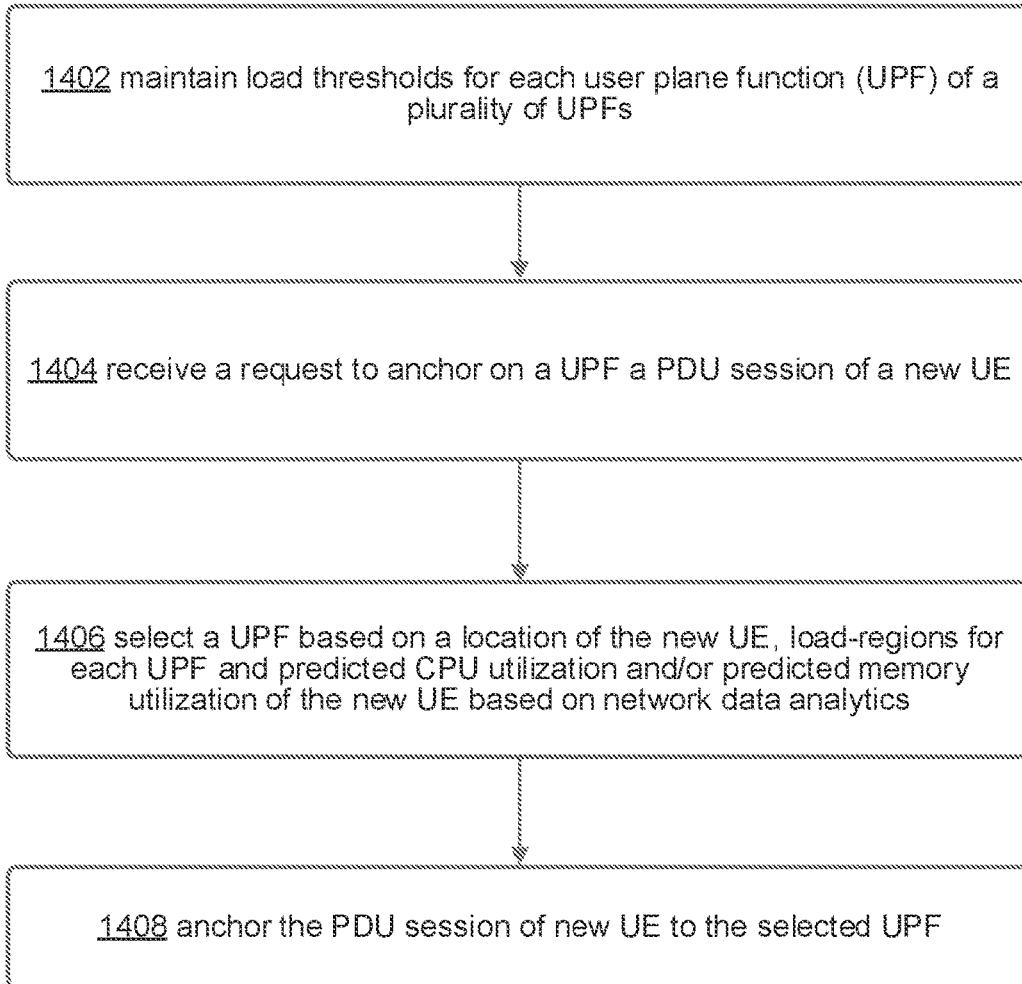 1402 maintain load thresholds for each user plane function (UPF) of a
plurality of UPFs
1404 receive a request to anchor on a UPF a PDU session of a new UE
1406 select a UPF based on a location of the new UE, load-regions for
each UPF and predicted CPU utilization and/or predicted memory
utilization of the new UE based on network data analytics
1408 anchor the PDU session of new UE to the selected UPF